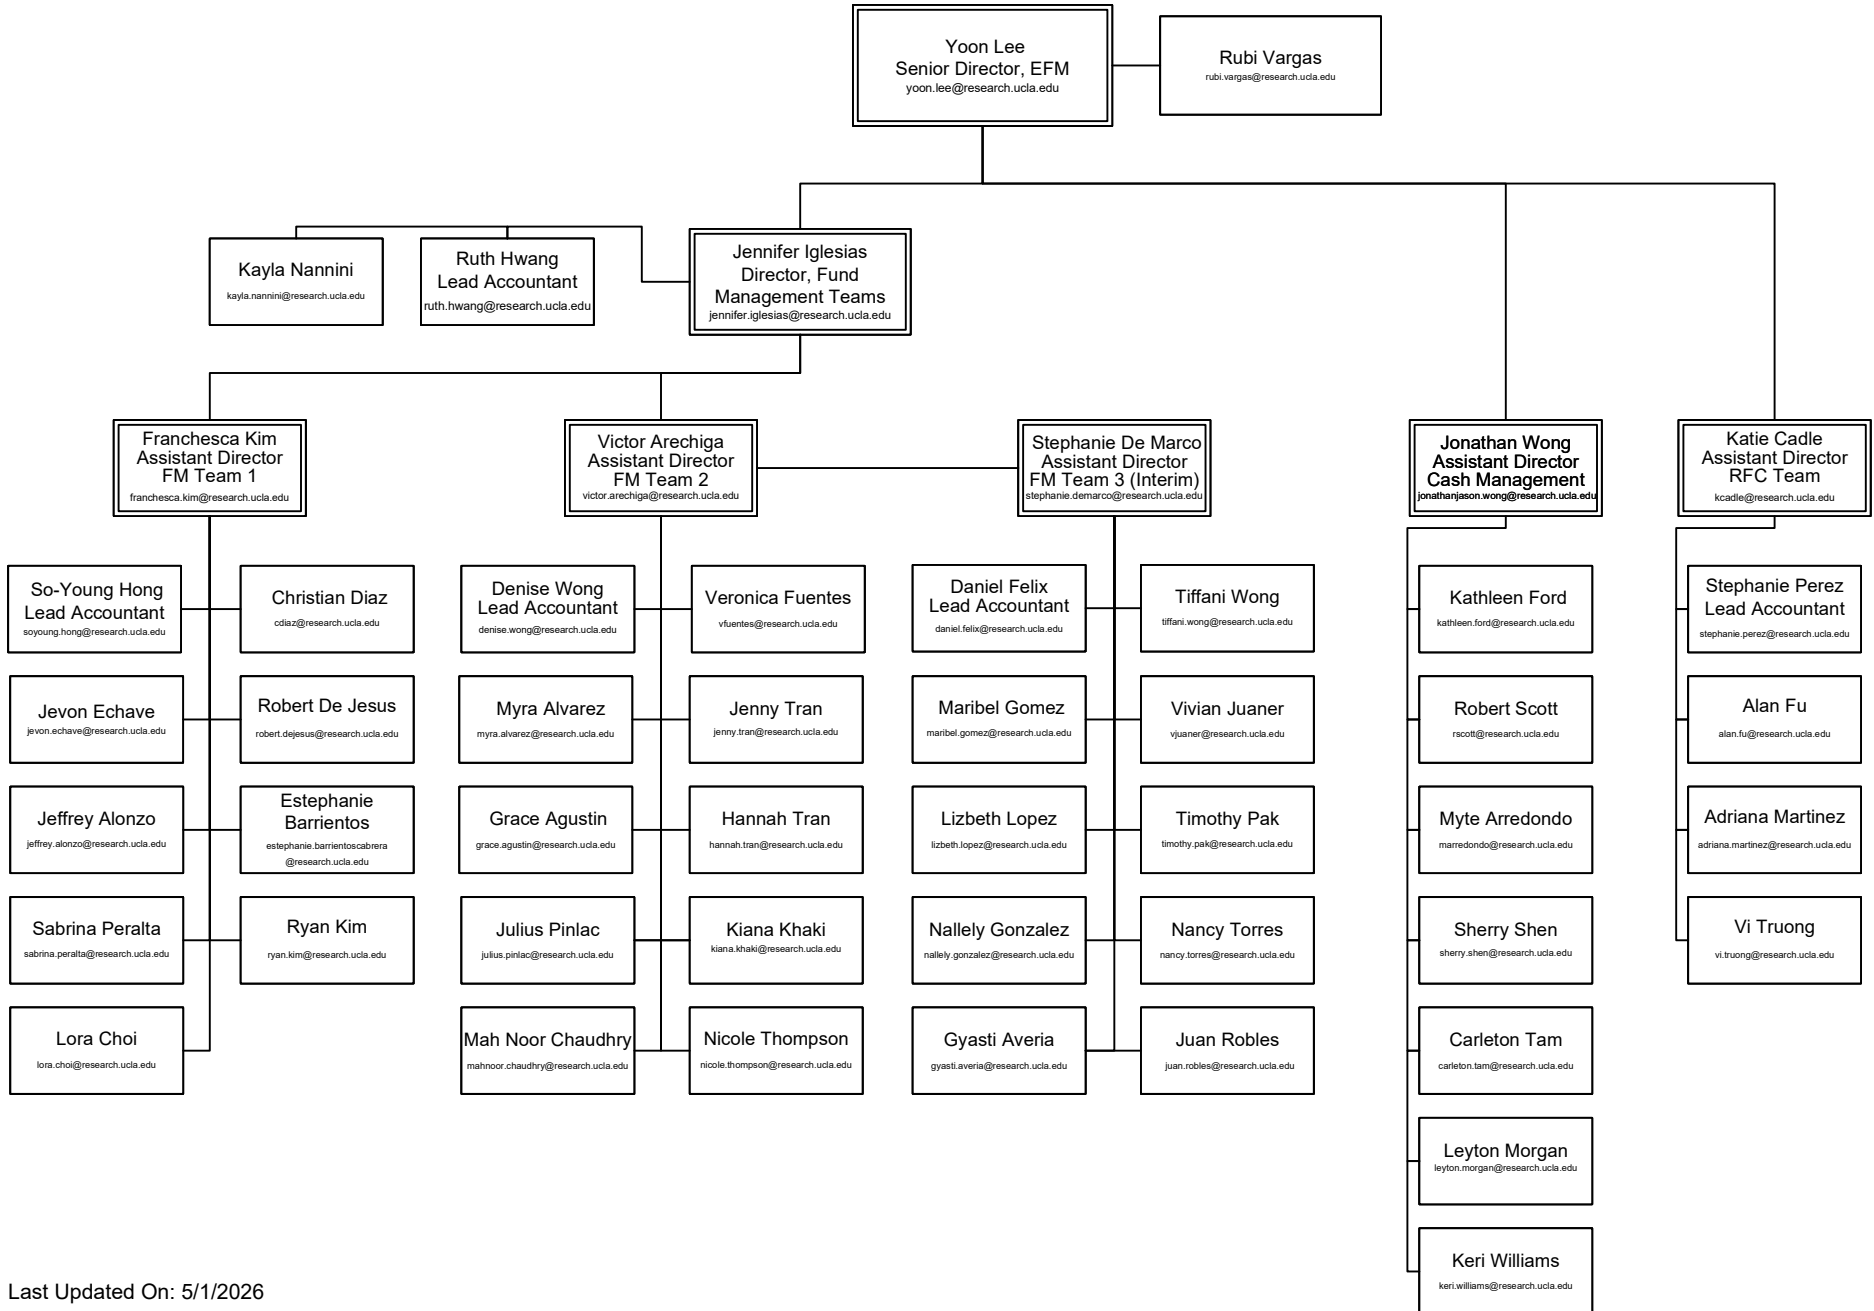 Yoon Lee
Senior Director, EFM
yoon.lee@research.ucla.edu
Rubi Vargas
rubi.vargas@research.ucla.edu
Kayla Nannini
kayla.nannini@research.ucla.edu
Ruth Hwang
Lead Accountant
ruth.hwang@research.ucla.edu
Jennifer Iglesias
Director, Fund
Management Teams
jennifer.iglesias@research.ucla.edu
Franchesca Kim
Assistant Director
FM Team 1
franchesca.kim@research.ucla.edu
Victor Arechiga
Assistant Director
FM Team 2
victor.arechiga@research.ucla.edu
Stephanie De Marco
Assistant Director
FM Team 3 (Interim)
stephanie.demarco@research.ucla.edu
Jonathan Wong
Assistant Director
Cash Management
jonathanjason.wong@research.ucla.edu
Katie Cadle
Assistant Director
RFC Team
kcadle@research.ucla.edu
So-Young Hong
Lead Accountant
soyoung.hong@research.ucla.edu
Christian Diaz
cdiaz@research.ucla.edu
Denise Wong
Lead Accountant
denise.wong@research.ucla.edu
Veronica Fuentes
vfuentes@research.ucla.edu
Daniel Felix
Lead Accountant
daniel.felix@research.ucla.edu
Tiffani Wong
tiffani.wong@research.ucla.edu
Kathleen Ford
kathleen.ford@research.ucla.edu
Stephanie Perez
Lead Accountant
stephanie.perez@research.ucla.edu
Jevon Echave
jevon.echave@research.ucla.edu
Robert De Jesus
robert.dejesus@research.ucla.edu
Myra Alvarez
myra.alvarez@research.ucla.edu
Jenny Tran
jenny.tran@research.ucla.edu
Maribel Gomez
maribel.gomez@research.ucla.edu
Vivian Juaner
vjuaner@research.ucla.edu
Robert Scott
rscott@research.ucla.edu
Alan Fu
alan.fu@research.ucla.edu
Jeffrey Alonzo
jeffrey.alonzo@research.ucla.edu
Estephanie
Barrientos
estephanie.barrientoscabrera
@research.ucla.edu
Grace Agustin
grace.agustin@research.ucla.edu
Hannah Tran
hannah.tran@research.ucla.edu
Lizbeth Lopez
lizbeth.lopez@research.ucla.edu
Timothy Pak
timothy.pak@research.ucla.edu
Myte Arredondo
marredondo@research.ucla.edu
Adriana Martinez
adriana.martinez@research.ucla.edu
Sabrina Peralta
sabrina.peralta@research.ucla.edu
Ryan Kim
ryan.kim@research.ucla.edu
Julius Pinlac
julius.pinlac@research.ucla.edu
Kiana Khaki
kiana.khaki@research.ucla.edu
Nallely Gonzalez
nallely.gonzalez@research.ucla.edu
Nancy Torres
nancy.torres@research.ucla.edu
Sherry Shen
sherry.shen@research.ucla.edu
Vi Truong
vi.truong@research.ucla.edu
Lora Choi
lora.choi@research.ucla.edu
Mah Noor Chaudhry
mahnoor.chaudhry@research.ucla.edu
Nicole Thompson
nicole.thompson@research.ucla.edu
Gyasti Averia
gyasti.averia@research.ucla.edu
Juan Robles
juan.robles@research.ucla.edu
Carleton Tam
carleton.tam@research.ucla.edu
Leyton Morgan
leyton.morgan@research.ucla.edu
Keri Williams
keri.williams@research.ucla.edu
Last Updated On: 5/1/2026